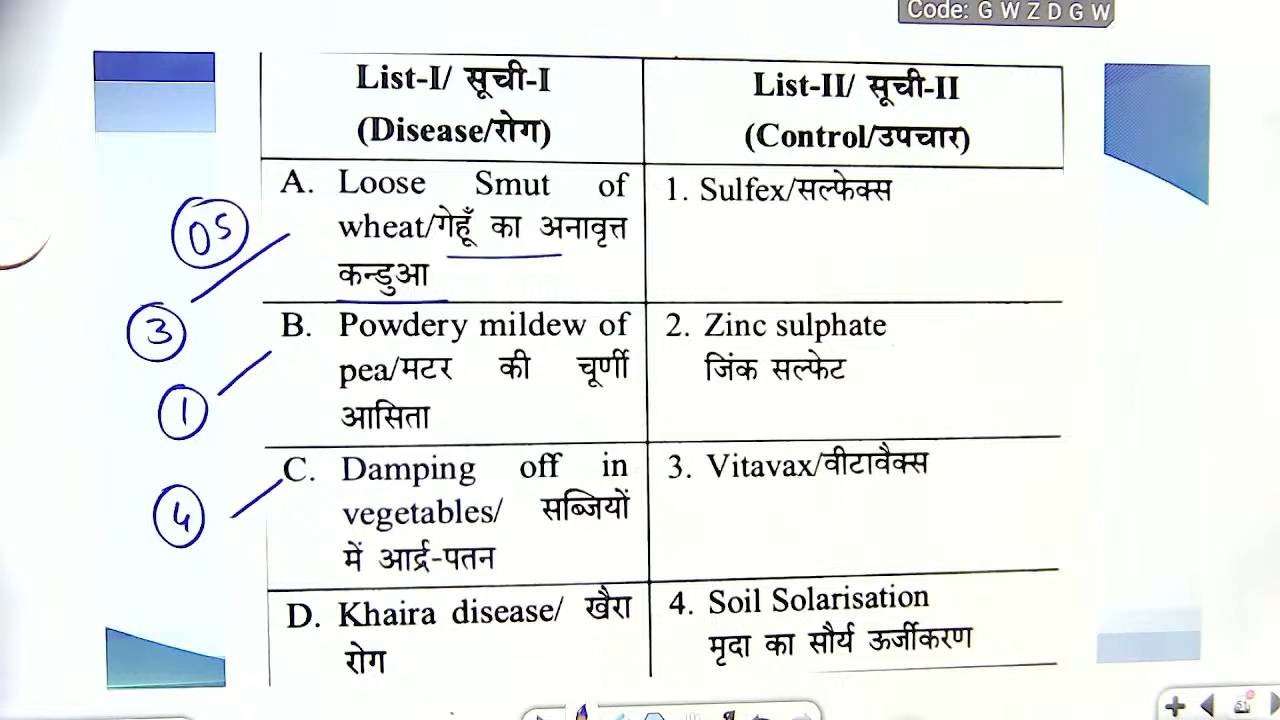 Code: G W Z D G W
List-I/ सूची-I
(Disease/रोग)
List-II/ सूची-II
(Control/उपचार)
A. Loose Smut of
wheat/गेहूँ का अनावृत्त
कन्डुआ
1. Sulfex/सल्फेक्स
OS
3
B. Powdery mildew of
pea/मटर की चूर्णी
आसिता
2. Zinc sulphate
जिंक सल्फेट
1
C. Damping off in
vegetables/ सब्जियों
में आर्द्र-पतन
3. Vitavax/वीटावैक्स
4
D. Khaira disease/ खैरा
रोग
4. Soil Solarisation
मृदा का सौर्य ऊर्जीकरण
51